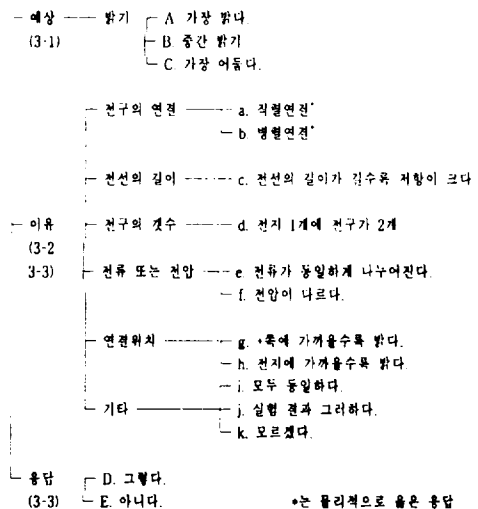 예상 밝기 A 가장 밝다.
(3-1) B 중간 밝기
C. 가장 어둡다.
전구의 연결 a. 직렬연결*
b. 병렬연결*
전선의 길이 c. 전선의 길이가 길수록 저항이 크다
이유 전구의 갯수 d. 전지 1개에 전구가 2개
(3-2
3-3) 전류 또는 전압 e. 전류가 동일하게 나누어진다.
f. 전압이 다르다.
연결위치 g. +쪽에 가까울수록 밝다.
h. 전지에 가까울수록 밝다.
i. 모두 동일하다.
기타 j. 실험 결과 그러하다.
k. 모르겠다.
응답 D. 그렇다.
(3-3) E. 아니다. *는 물리적으로 옳은 응답